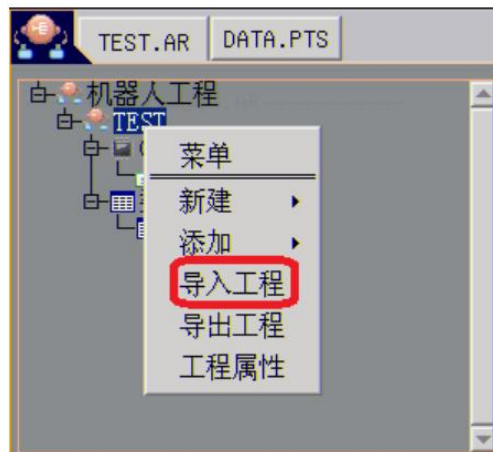 TEST.AR
DATA.PTS
机器人工程
TEST
菜单
新建
添加
导入工程
导出工程
工程属性